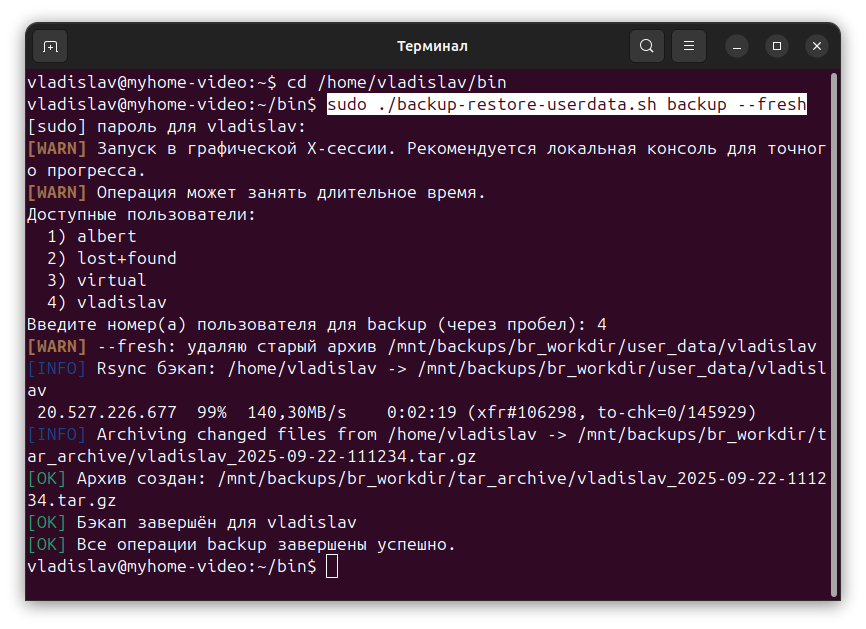 Терминал
vladislav@myhome-video:~$ cd /home/vladislav/bin
vladislav@myhome-video:~/bin$ sudo ./backup-restore-userdata.sh backup --fresh
[sudo] пароль для vladislav:
[WARN] Запуск в графической X-сессии. Рекомендуется локальная консоль для точног
о прогресса.
[WARN] Операция может занять длительное время.
Доступные пользователи:
  1) albert
  2) lost+found
  3) virtual
  4) vladislav
Введите номер(а) пользователя для backup (через пробел): 4
[WARN] --fresh: удаляю старый архив /mnt/backups/br_workdir/user_data/vladislav
[INFO] Rsync бэкап: /home/vladislav -> /mnt/backups/br_workdir/user_data/vladisl
av
 20.527.226.677  99%  140,30MB/s    0:02:19 (xfr#106298, to-chk=0/145929)
[INFO] Archiving changed files from /home/vladislav -> /mnt/backups/br_workdir/t
ar_archive/vladislav_2025-09-22-111234.tar.gz
[OK] Архив создан: /mnt/backups/br_workdir/tar_archive/vladislav_2025-09-22-1112
34.tar.gz
[OK] Бэкап завершён для vladislav
[OK] Все операции backup завершены успешно.
vladislav@myhome-video:~/bin$